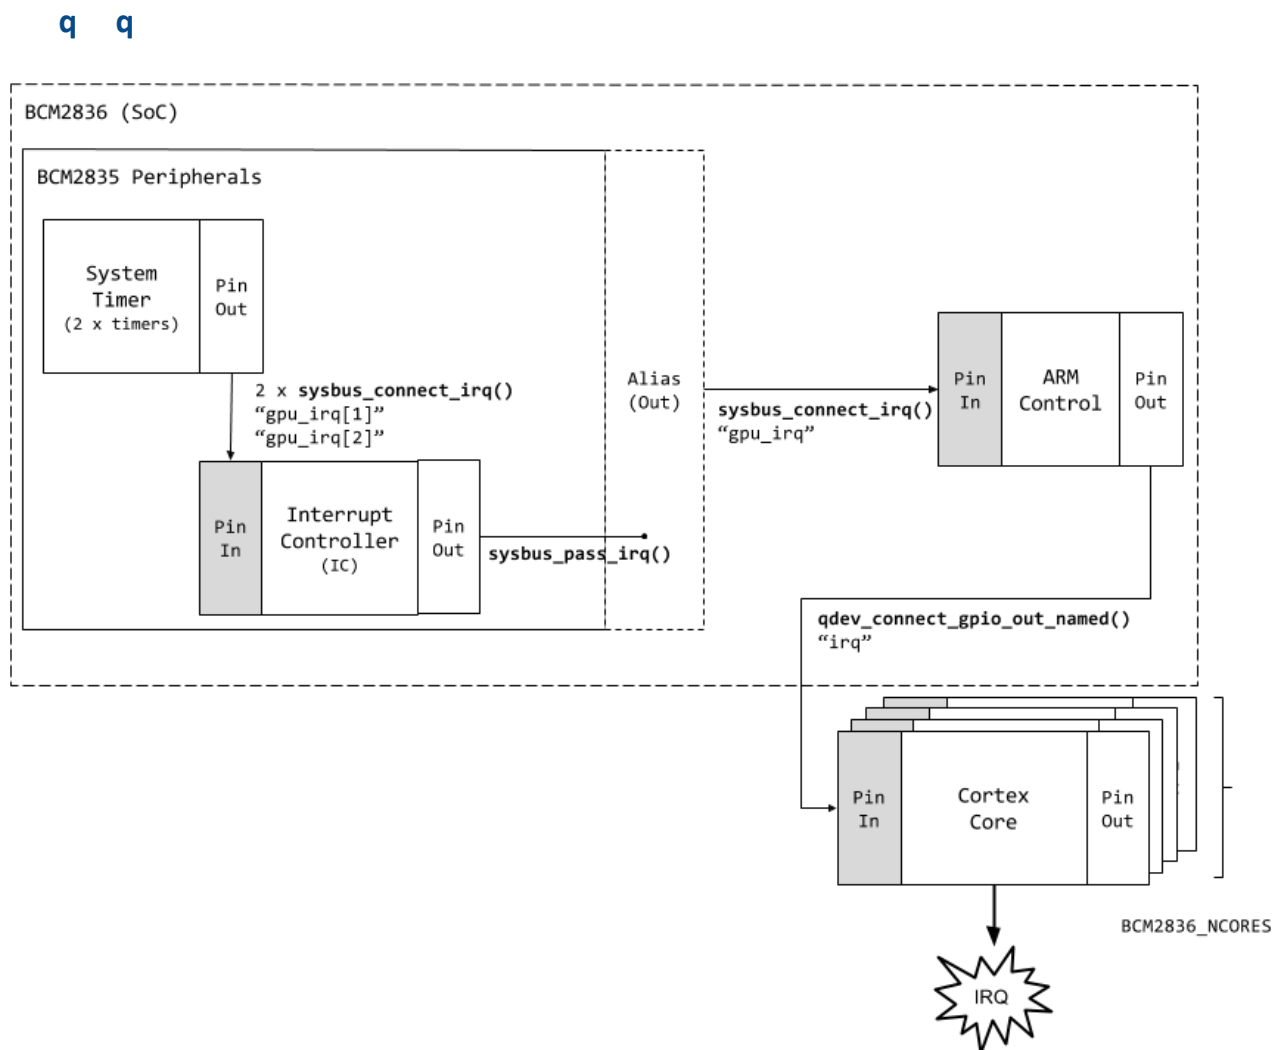 q q
BCM2836 (SoC)
BCM2835 Peripherals
System
Timer
(2 x timers)
Pin
Out
2 x sysbus_connect_irq()
“gpu_irq[1]”
“gpu_irq[2]”
Pin
In
Interrupt
Controller
(IC)
Pin
Out
sysbus_pass_irq()
Alias
(Out)
sysbus_connect_irq()
“gpu_irq”
Pin
In
ARM
Control
Pin
Out
qdev_connect_gpio_out_named()
“irq”
Pin
In
Cortex
Core
Pin
Out
BCM2836_NCORES
IRQ